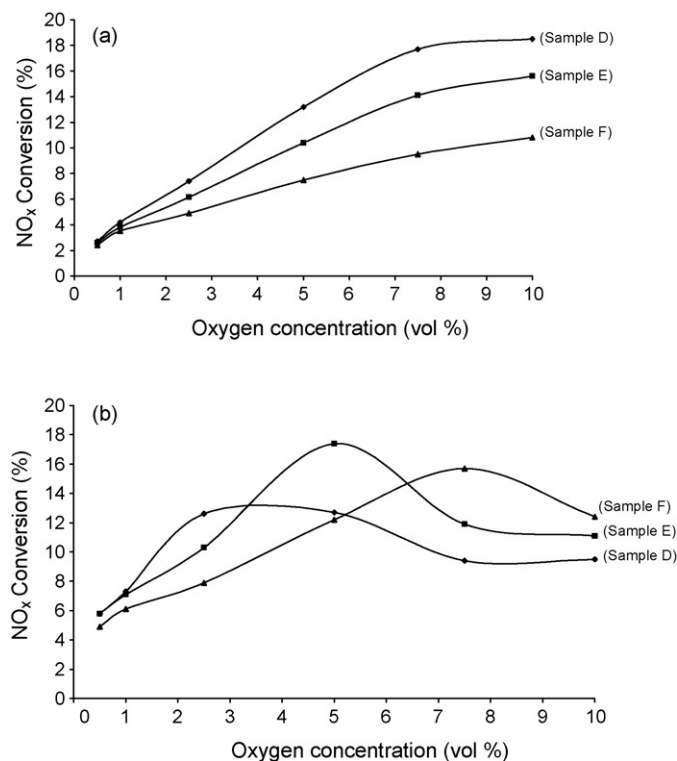 (a)
NOx Conversion (%)
20
18
16
14
12
10
8
6
4
2
0
(Sample D)
(Sample E)
(Sample F)
0 1 2 3 4 5 6 7 8 9 10
Oxygen concentration (vol %)
(b)
NOx Conversion (%)
20
18
16
14
12
10
8
6
4
2
0
(Sample F)
(Sample E)
(Sample D)
0 1 2 3 4 5 6 7 8 9 10
Oxygen concentration (vol %)